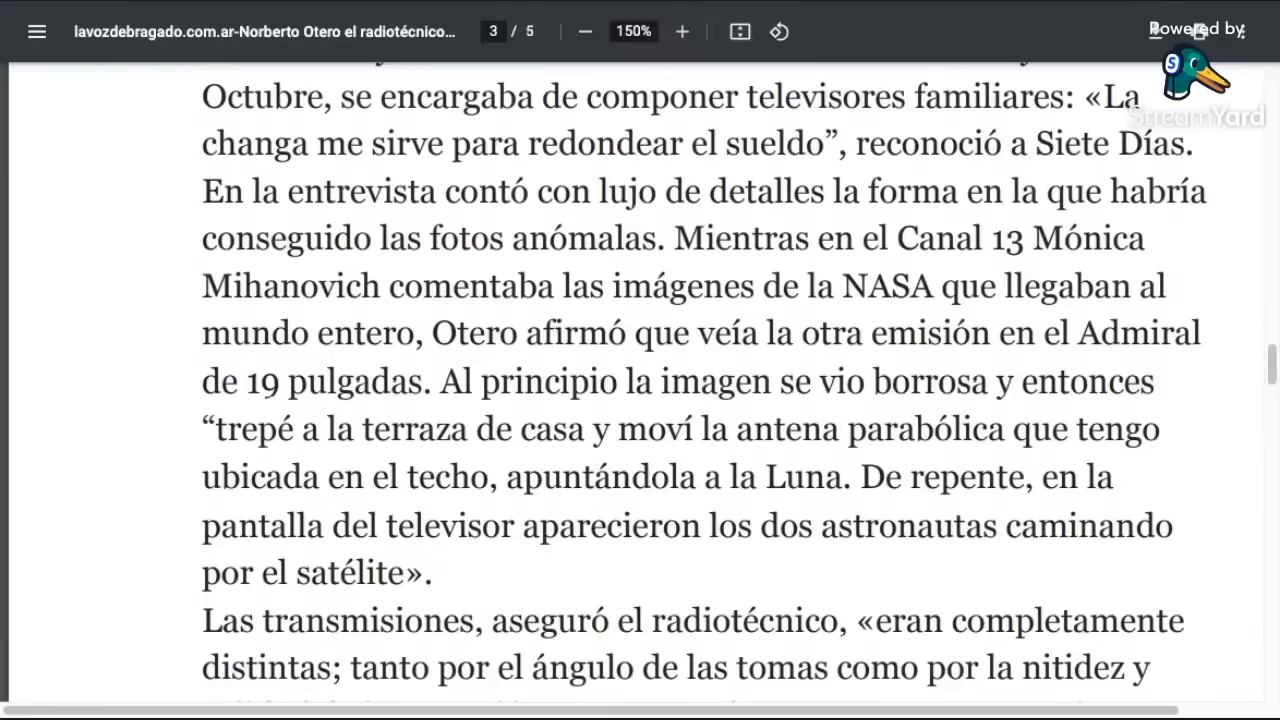 lavozdebragado.com.ar-Norberto Otero el radiotécnico...
3 / 5
150%
Powered by
StreamYard
Octubre, se encargaba de componer televisores familiares: «La
changa me sirve para redondear el sueldo”, reconoció a Siete Días.
En la entrevista contó con lujo de detalles la forma en la que habría
conseguido las fotos anómalas. Mientras en el Canal 13 Mónica
Mihanovich comentaba las imágenes de la NASA que llegaban al
mundo entero, Otero afirmó que veía la otra emisión en el Admiral
de 19 pulgadas. Al principio la imagen se vio borrosa y entonces
“trepé a la terraza de casa y moví la antena parabólica que tengo
ubicada en el techo, apuntándola a la Luna. De repente, en la
pantalla del televisor aparecieron los dos astronautas caminando
por el satélite».
Las transmisiones, aseguró el radiotécnico, «eran completamente
distintas; tanto por el ángulo de las tomas como por la nitidez y